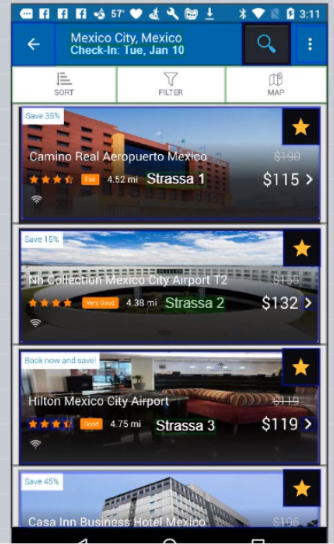 57° 3:11
Mexico City, Mexico
Check-In: Tue, Jan 10
SORT FILTER MAP
Save 35%
Camino Real Aeropuerto Mexico $190
Fair 4.52 mi Strassa 1 $115
Save 15%
Nh Collection Mexico City Airport T2 $155
Very Good 4.38 mi Strassa 2 $132
Book now and save!
Hilton Mexico City Airport $119
Good 4.75 mi Strassa 3 $119
Save 45%
Casa Inn Business Hotel Mexico $196